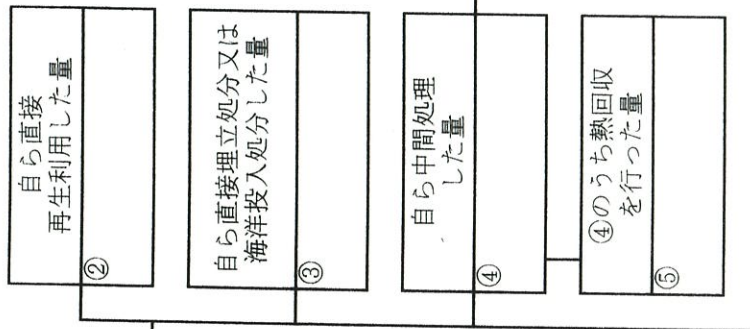 自ら直接
再生利用した量
②
自ら直接埋立処分又は
海洋投入処分した量
③
自ら中間処理
した量
④
④のうち熱回収
を行った量
⑤